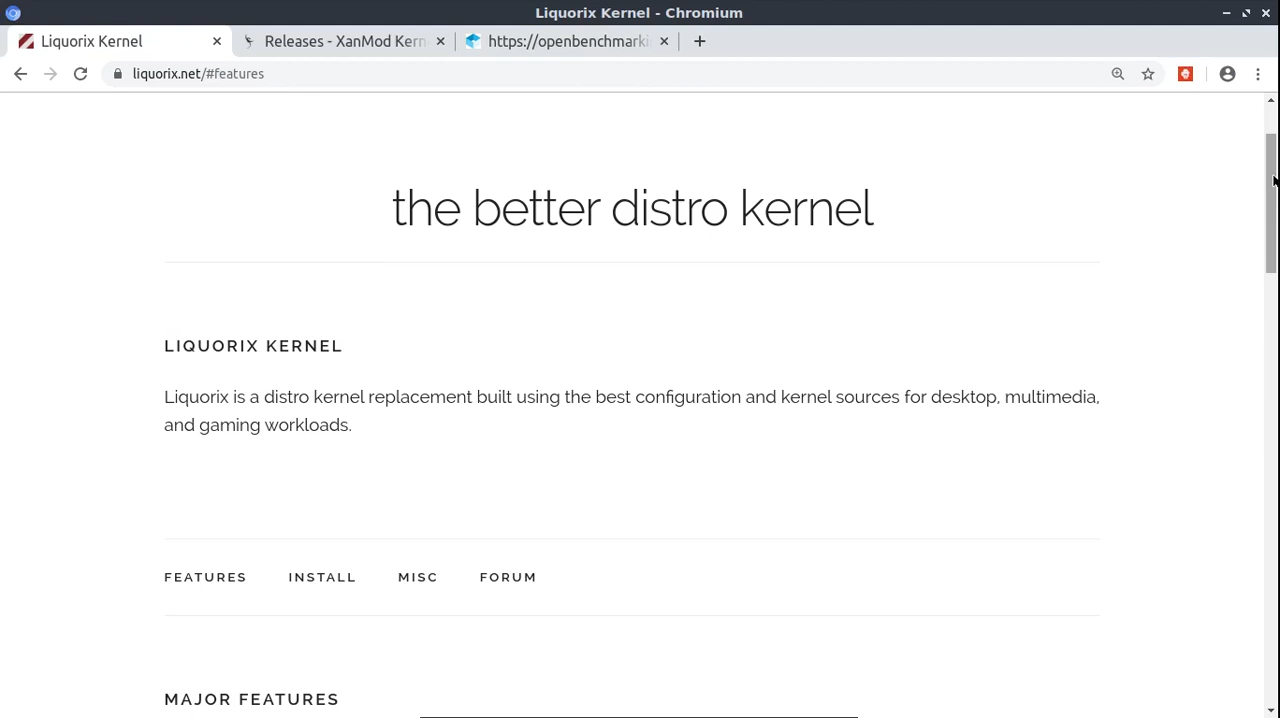 Liquorix Kernel - Chromium
Liquorix Kernel
Releases - XanMod Kern
https://openbenchmarki
liquorix.net/#features
the better distro kernel
LIQUORIX KERNEL
Liquorix is a distro kernel replacement built using the best configuration and kernel sources for desktop, multimedia,
and gaming workloads.
FEATURES INSTALL MISC FORUM
MAJOR FEATURES